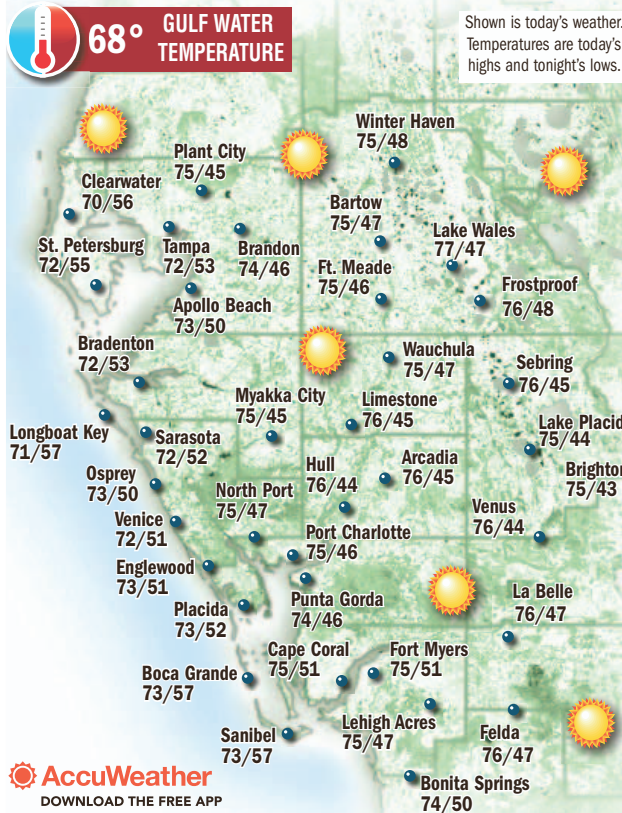 68°
GULF WATER
TEMPERATURE
Shown is today's weather.
Temperatures are today's
highs and tonight's lows.
Winter Haven
75/48
Plant City
75/45
Clearwater
70/56
Bartow
75/47
Lake Wales
77/47
St. Petersburg
72/55
Tampa
72/53
Brandon
74/46
Ft. Meade
75/46
Frostproof
76/48
Apollo Beach
73/50
Bradenton
72/53
Wauchula
75/47
Sebring
76/45
Myakka City
75/45
Limestone
76/45
Longboat Key
71/57
Sarasota
72/52
Lake Placid
75/44
Osprey
73/50
North Port
75/47
Hull
76/44
Arcadia
76/45
Brighton
75/43
Venice
72/51
Venus
76/44
Port Charlotte
75/46
Englewood
73/51
Punta Gorda
74/46
La Belle
76/47
Placida
73/52
Cape Coral
75/51
Fort Myers
75/51
Boca Grande
73/57
Lehigh Acres
75/47
Felda
76/47
Sanibel
73/57
Bonita Springs
74/50
AccuWeather
DOWNLOAD THE FREE APP